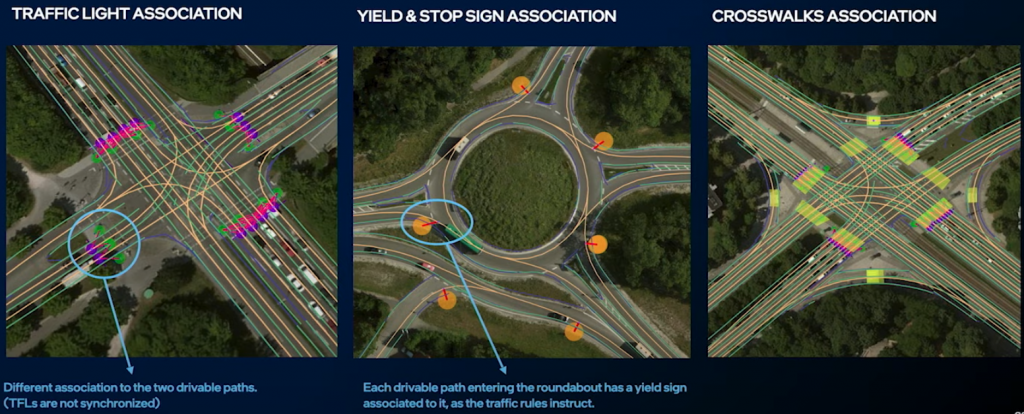 TRAFFIC LIGHT ASSOCIATION
YIELD & STOP SIGN ASSOCIATION
CROSSWALKS ASSOCIATION
Different association to the two drivable paths.
(TFLs are not synchronized)
Each drivable path entering the roundabout has a yield sign
associated to it, as the traffic rules instruct.